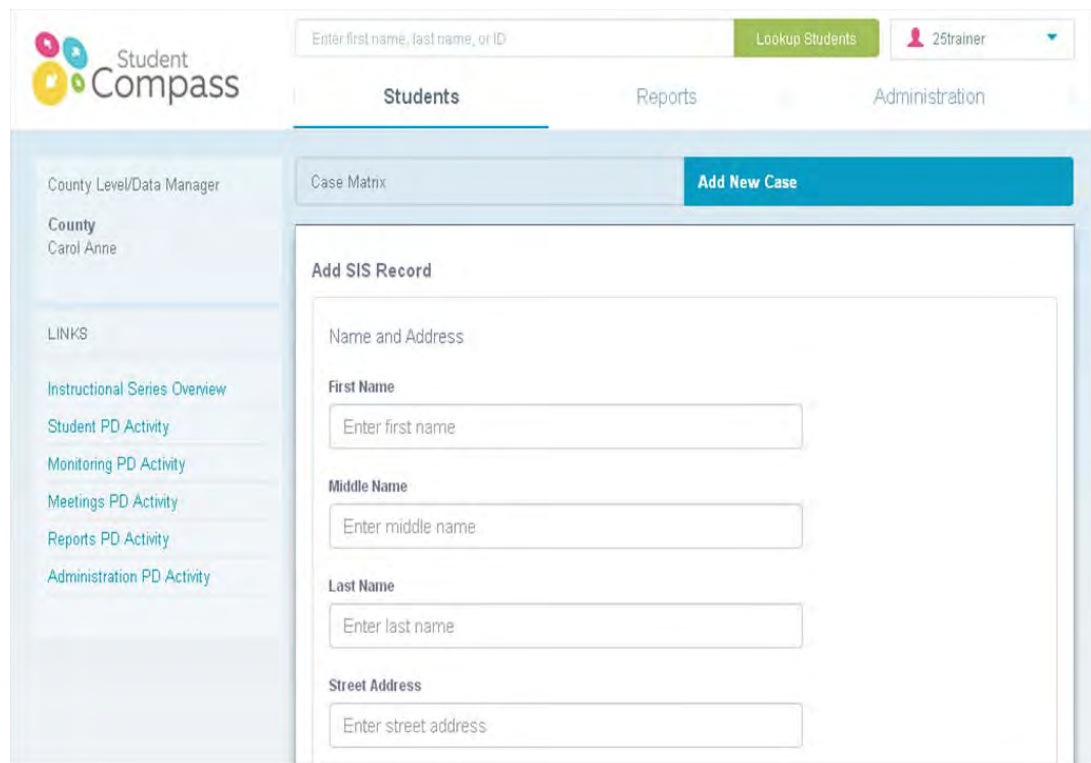 Student
Compass
Enter first name, last name, or ID
Lookup Students
25trainer
Students
Reports
Administration
County Level/Data Manager
County
Carol Anne
LINKS
Instructional Series Overview
Student PD Activity
Monitoring PD Activity
Meetings PD Activity
Reports PD Activity
Administration PD Activity
Case Matrix
Add New Case
Add SIS Record
Name and Address
First Name
Enter first name
Middle Name
Enter middle name
Last Name
Enter last name
Street Address
Enter street address